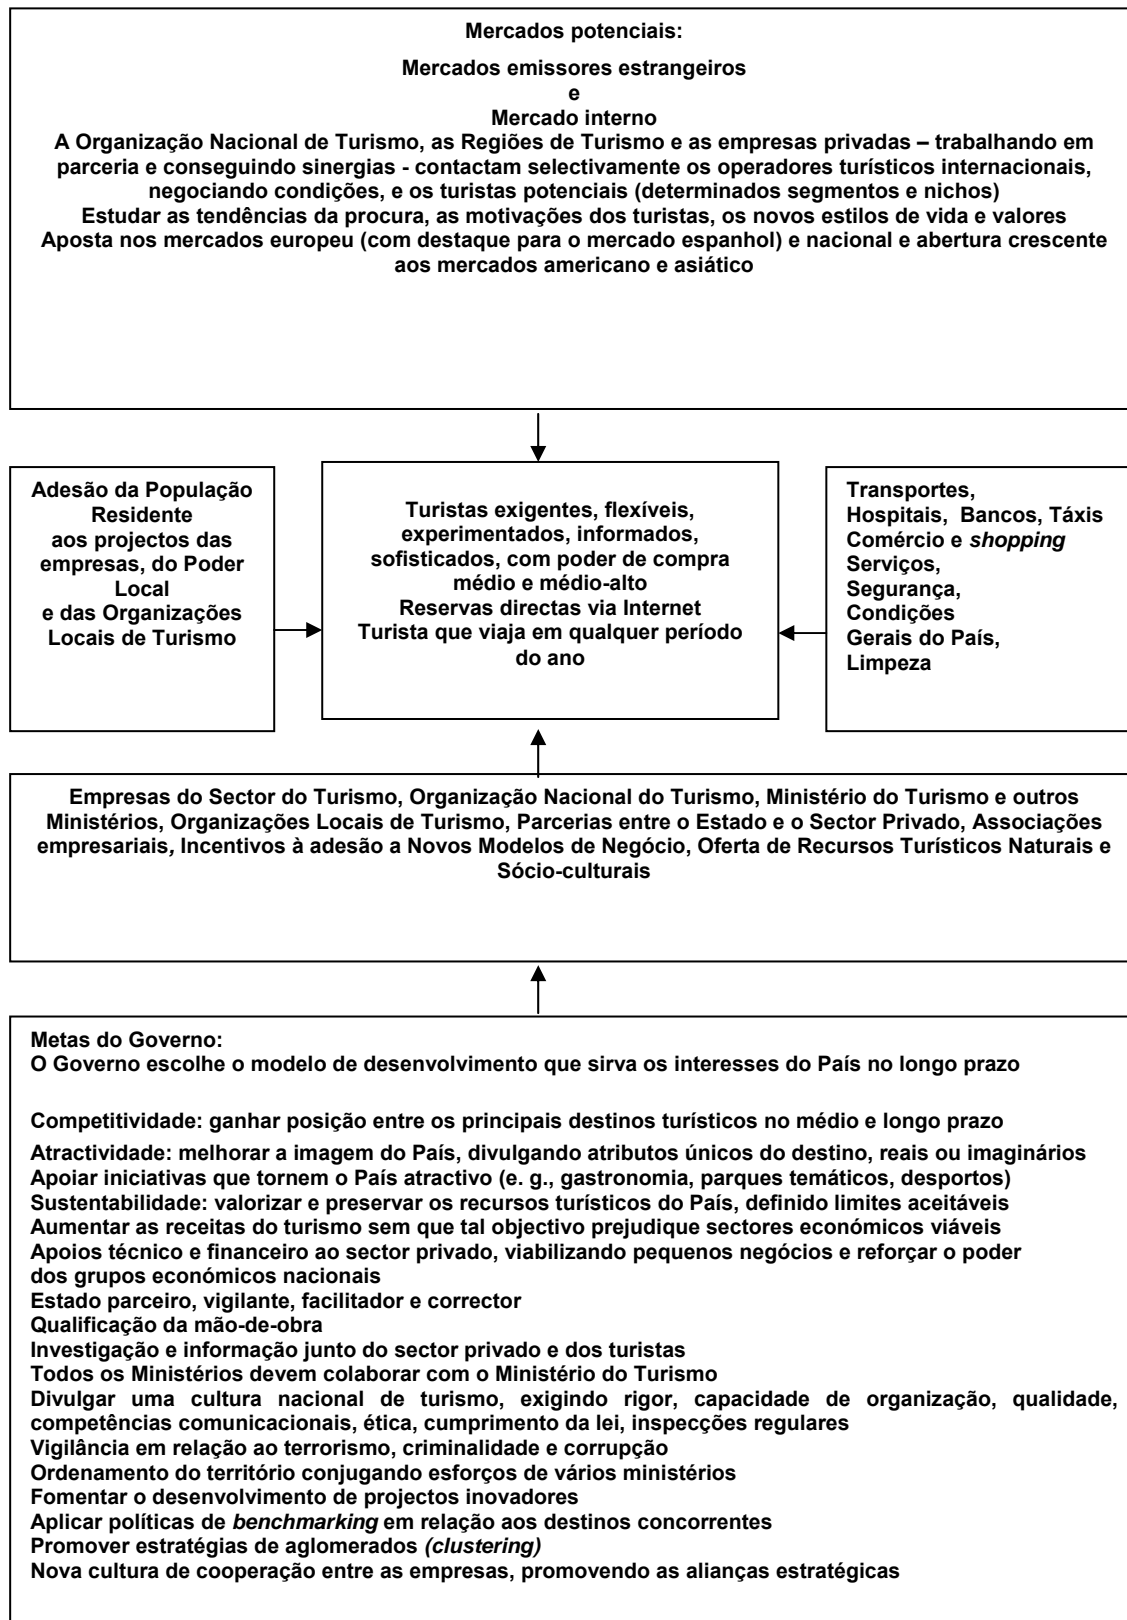 Mercados potenciais:
Mercados emissores estrangeiros
e
Mercado interno
A Organização Nacional de Turismo, as Regiões de Turismo e as empresas privadas – trabalhando em
parceria e conseguindo sinergias - contactam selectivamente os operadores turísticos internacionais,
negociando condições, e os turistas potenciais (determinados segmentos e nichos)
Estudar as tendências da procura, as motivações dos turistas, os novos estilos de vida e valores
Aposta nos mercados europeu (com destaque para o mercado espanhol) e nacional e abertura crescente
aos mercados americano e asiático
Adesão da População
Residente
aos projectos das
empresas, do Poder
Local
e das Organizações
Locais de Turismo
Turistas exigentes, flexíveis,
experimentados, informados,
sofisticados, com poder de compra
médio e médio-alto
Reservas directas via Internet
Turista que viaja em qualquer período
do ano
Transportes,
Hospitais, Bancos, Táxis
Comércio e shopping
Serviços,
Segurança,
Condições
Gerais do País,
Limpeza
Empresas do Sector do Turismo, Organização Nacional do Turismo, Ministério do Turismo e outros
Ministérios, Organizações Locais de Turismo, Parcerias entre o Estado e o Sector Privado, Associações
empresariais, Incentivos à adesão a Novos Modelos de Negócio, Oferta de Recursos Turísticos Naturais e
Sócio-culturais
Metas do Governo:
O Governo escolhe o modelo de desenvolvimento que sirva os interesses do País no longo prazo
Competitividade: ganhar posição entre os principais destinos turísticos no médio e longo prazo
Atractividade: melhorar a imagem do País, divulgando atributos únicos do destino, reais ou imaginários
Apoiar iniciativas que tornem o País atractivo (e. g., gastronomia, parques temáticos, desportos)
Sustentabilidade: valorizar e preservar os recursos turísticos do País, definido limites aceitáveis
Aumentar as receitas do turismo sem que tal objectivo prejudique sectores económicos viáveis
Apoios técnico e financeiro ao sector privado, viabilizando pequenos negócios e reforçar o poder
dos grupos económicos nacionais
Estado parceiro, vigilante, facilitador e corrector
Qualificação da mão-de-obra
Investigação e informação junto do sector privado e dos turistas
Todos os Ministérios devem colaborar com o Ministério do Turismo
Divulgar uma cultura nacional de turismo, exigindo rigor, capacidade de organização, qualidade,
competências comunicacionais, ética, cumprimento da lei, inspecções regulares
Vigilância em relação ao terrorismo, criminalidade e corrupção
Ordenamento do território conjugando esforços de vários ministérios
Fomentar o desenvolvimento de projectos inovadores
Aplicar políticas de benchmarking em relação aos destinos concorrentes
Promover estratégias de aglomerados (clustering)
Nova cultura de cooperação entre as empresas, promovendo as alianças estratégicas